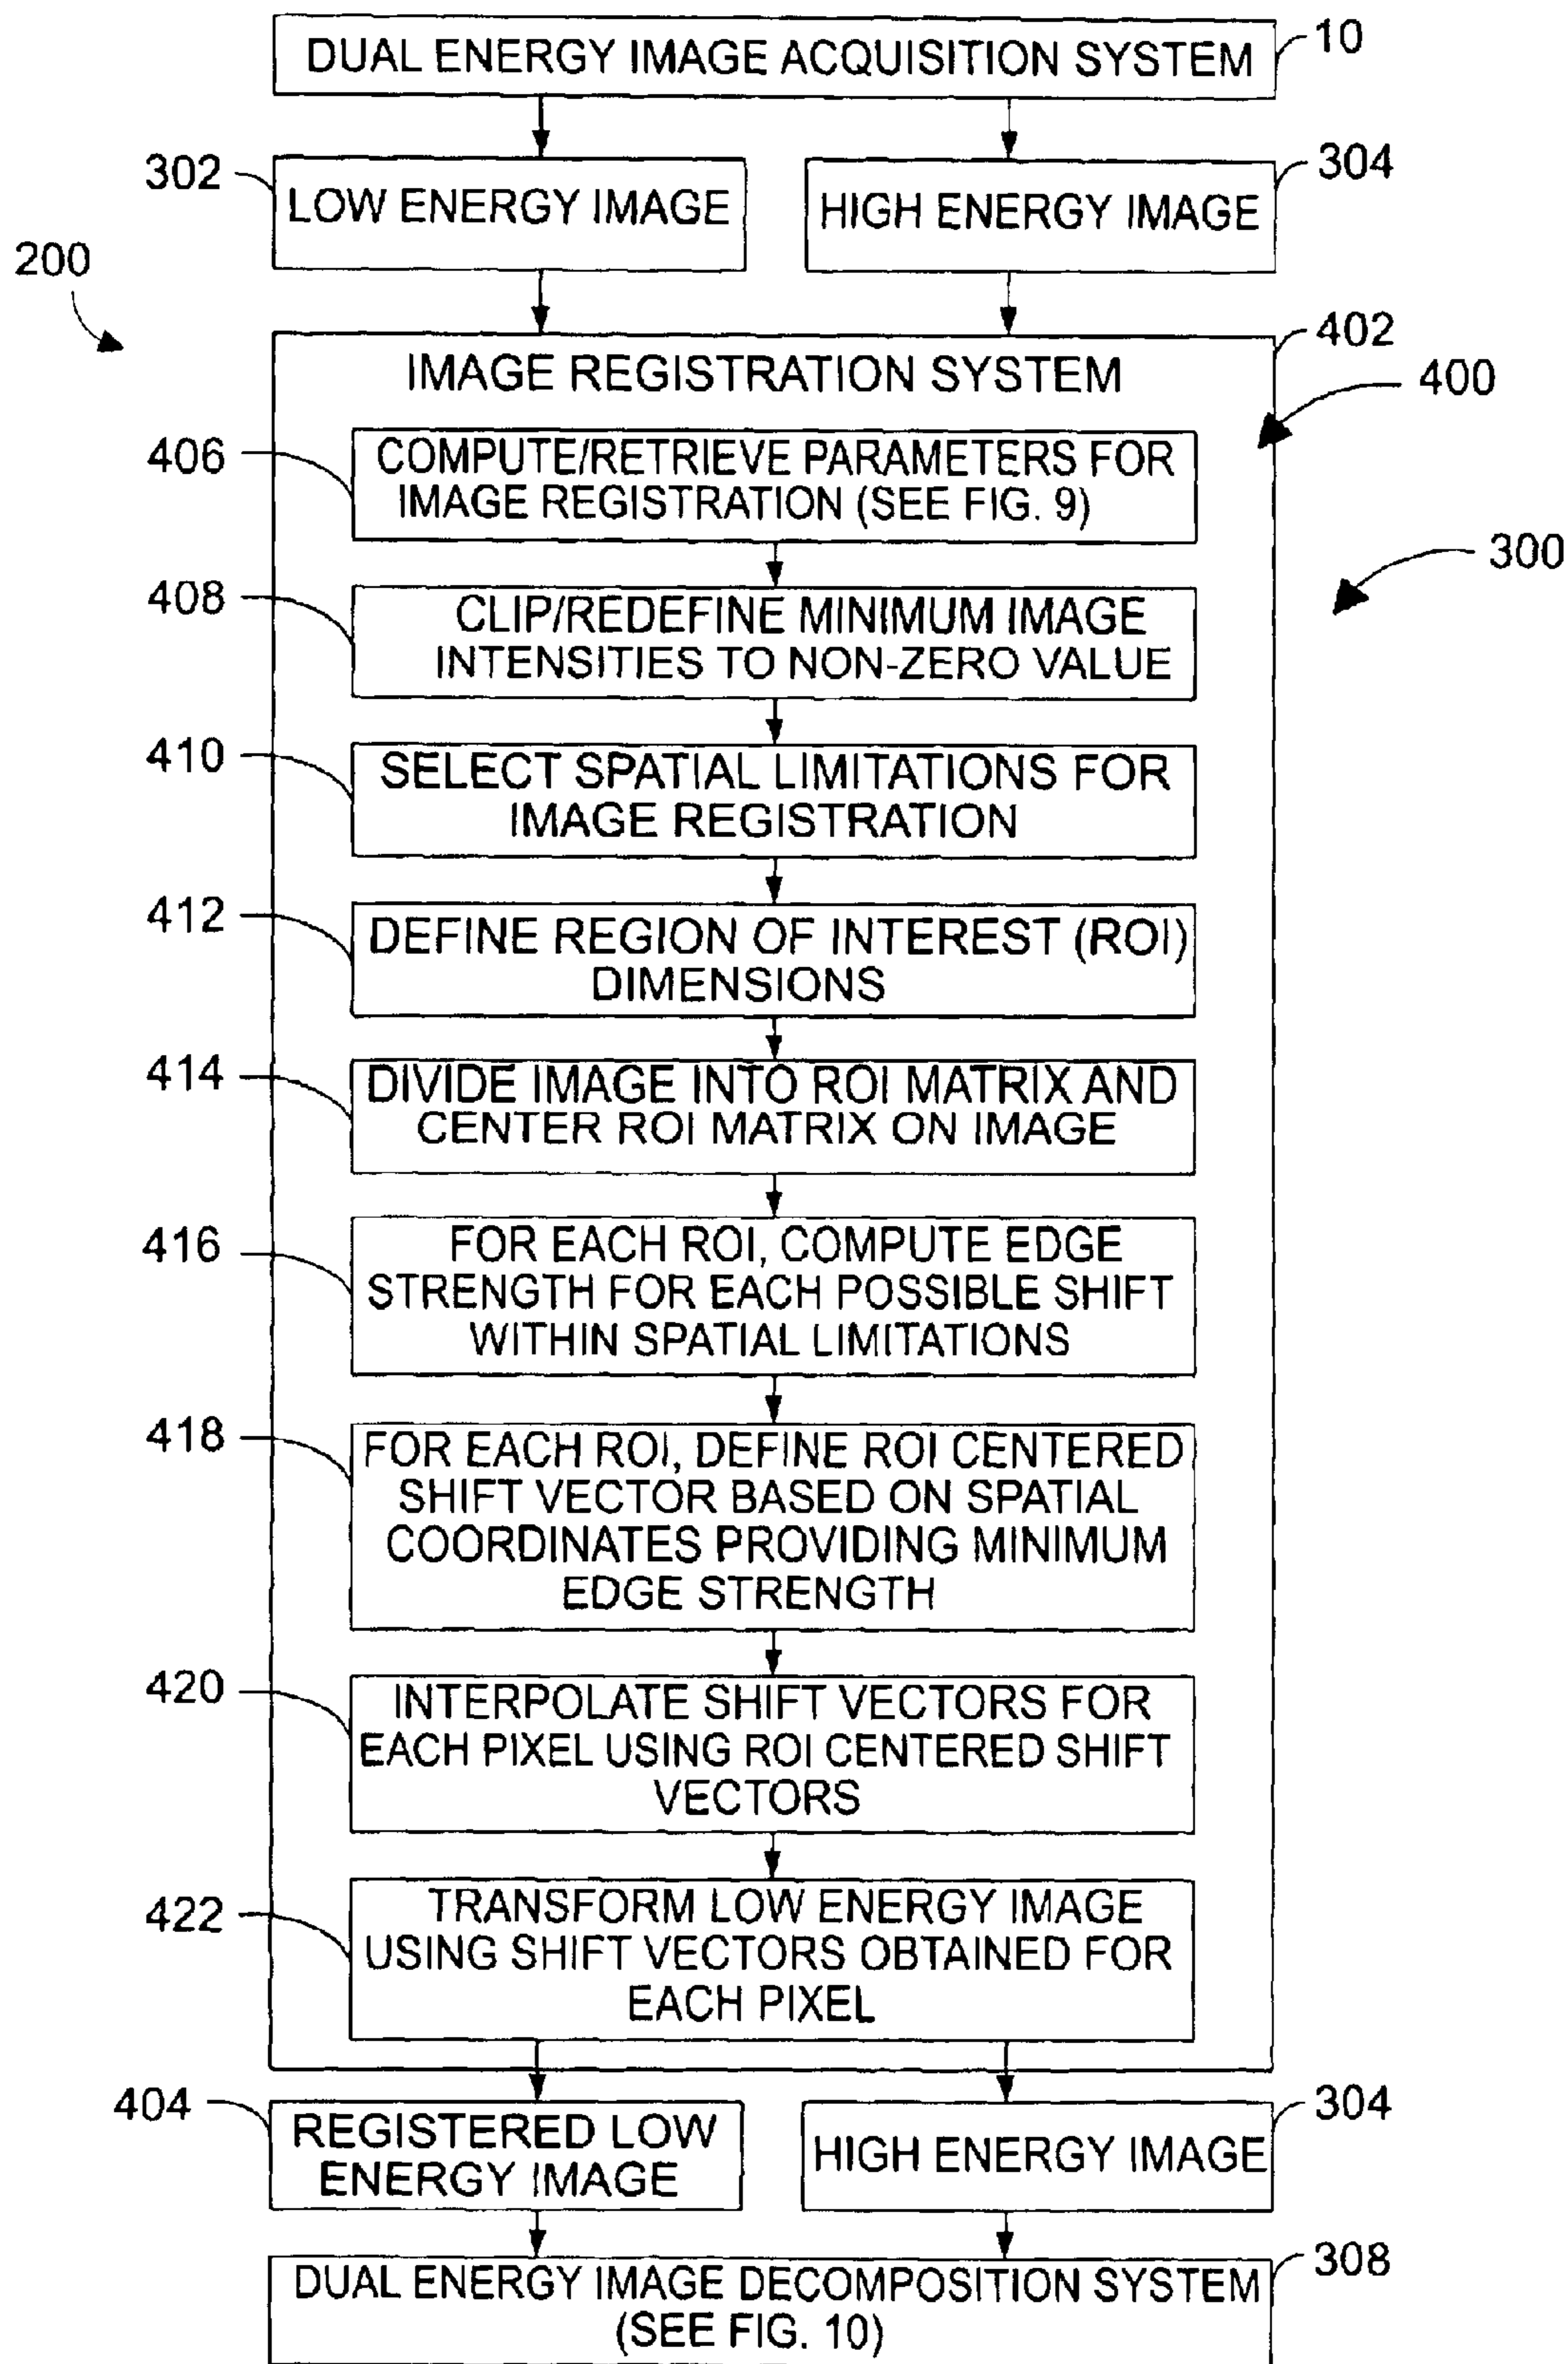 DUAL ENERGY IMAGE ACQUISITION SYSTEM
10
302
LOW ENERGY IMAGE
HIGH ENERGY IMAGE
304
200
402
IMAGE REGISTRATION SYSTEM
400
406
COMPUTE/RETRIEVE PARAMETERS FOR
IMAGE REGISTRATION (SEE FIG. 9)
300
408
CLIP/REDEFINE MINIMUM IMAGE
INTENSITIES TO NON-ZERO VALUE
410
SELECT SPATIAL LIMITATIONS FOR
IMAGE REGISTRATION
412
DEFINE REGION OF INTEREST (ROI)
DIMENSIONS
414
DIVIDE IMAGE INTO ROI MATRIX AND
CENTER ROI MATRIX ON IMAGE
416
FOR EACH ROI, COMPUTE EDGE
STRENGTH FOR EACH POSSIBLE SHIFT
WITHIN SPATIAL LIMITATIONS
418
FOR EACH ROI, DEFINE ROI CENTERED
SHIFT VECTOR BASED ON SPATIAL
COORDINATES PROVIDING MINIMUM
EDGE STRENGTH
420
INTERPOLATE SHIFT VECTORS FOR
EACH PIXEL USING ROI CENTERED SHIFT
VECTORS
422
TRANSFORM LOW ENERGY IMAGE
USING SHIFT VECTORS OBTAINED FOR
EACH PIXEL
404
REGISTERED LOW
ENERGY IMAGE
HIGH ENERGY IMAGE
304
DUAL ENERGY IMAGE DECOMPOSITION SYSTEM
(SEE FIG. 10)
308